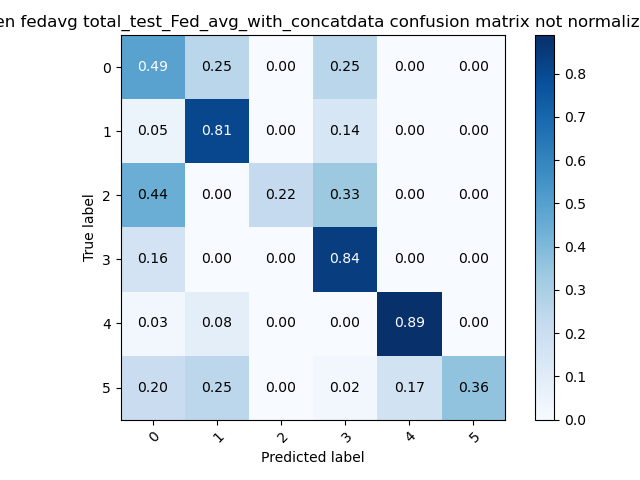 en fedavg total_test_Fed_avg_with_concatdata confusion matrix not normaliz
0 0.49 0.25 0.00 0.25 0.00 0.00
1 0.05 0.81 0.00 0.14 0.00 0.00
2 0.44 0.00 0.22 0.33 0.00 0.00
3 0.16 0.00 0.00 0.84 0.00 0.00
4 0.03 0.08 0.00 0.00 0.89 0.00
5 0.20 0.25 0.00 0.02 0.17 0.36
0 1 2 3 4 5
True label
Predicted label
0.8
0.7
0.6
0.5
0.4
0.3
0.2
0.1
0.0